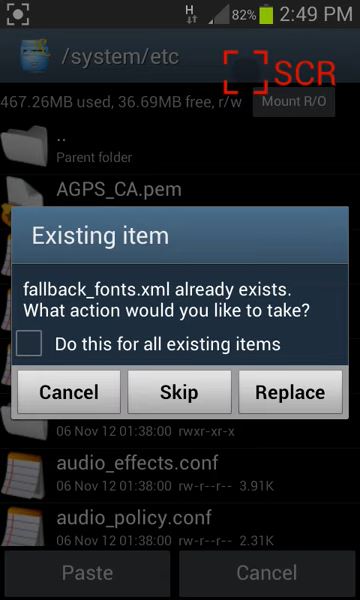 H
82%
2:49 PM
/system/etc
SCR
467.26MB used, 36.69MB free, r/w
Mount R/O
..
Parent folder
AGPS_CA.pem
Existing item
fallback_fonts.xml already exists.
What action would you like to take?
Do this for all existing items
Cancel
Skip
Replace
06 Nov 12 01:38:00 rwxr-xr-x
audio_effects.conf
06 Nov 12 01:38:00 rw-r--r-- 3.91K
audio_policy.conf
06 Nov 12 01:38:00 rw-r--r-- 2.31K
Paste
Cancel